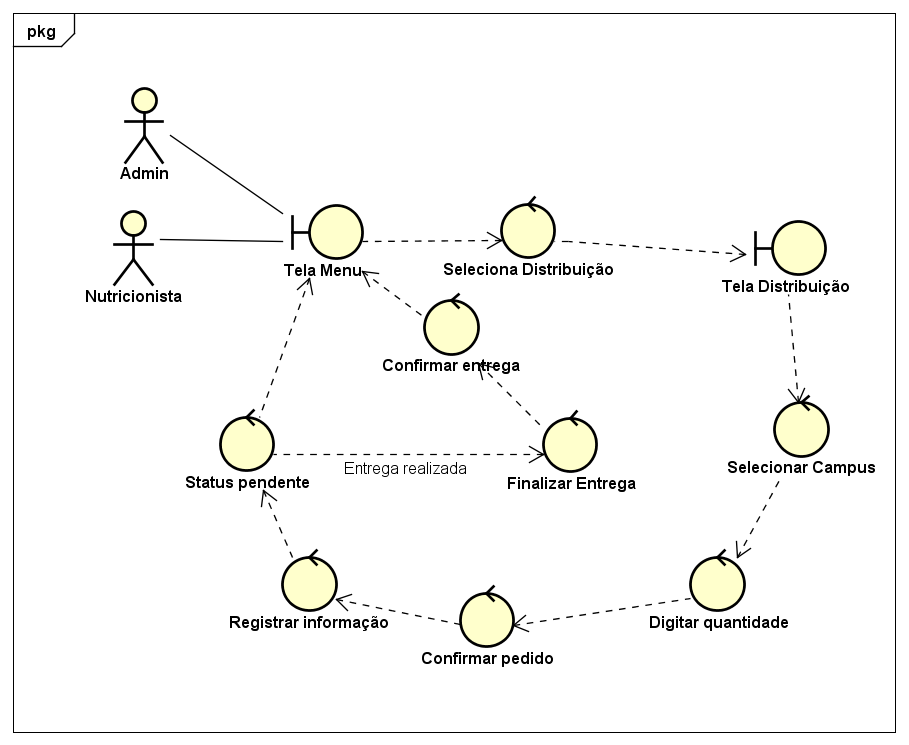 pkg
Admin
Nutricionista
Tela Menu
Seleciona Distribuição
Tela Distribuição
Confirmar entrega
Selecionar Campus
Status pendente
Entrega realizada
Finalizar Entrega
Registrar informação
Confirmar pedido
Digitar quantidade